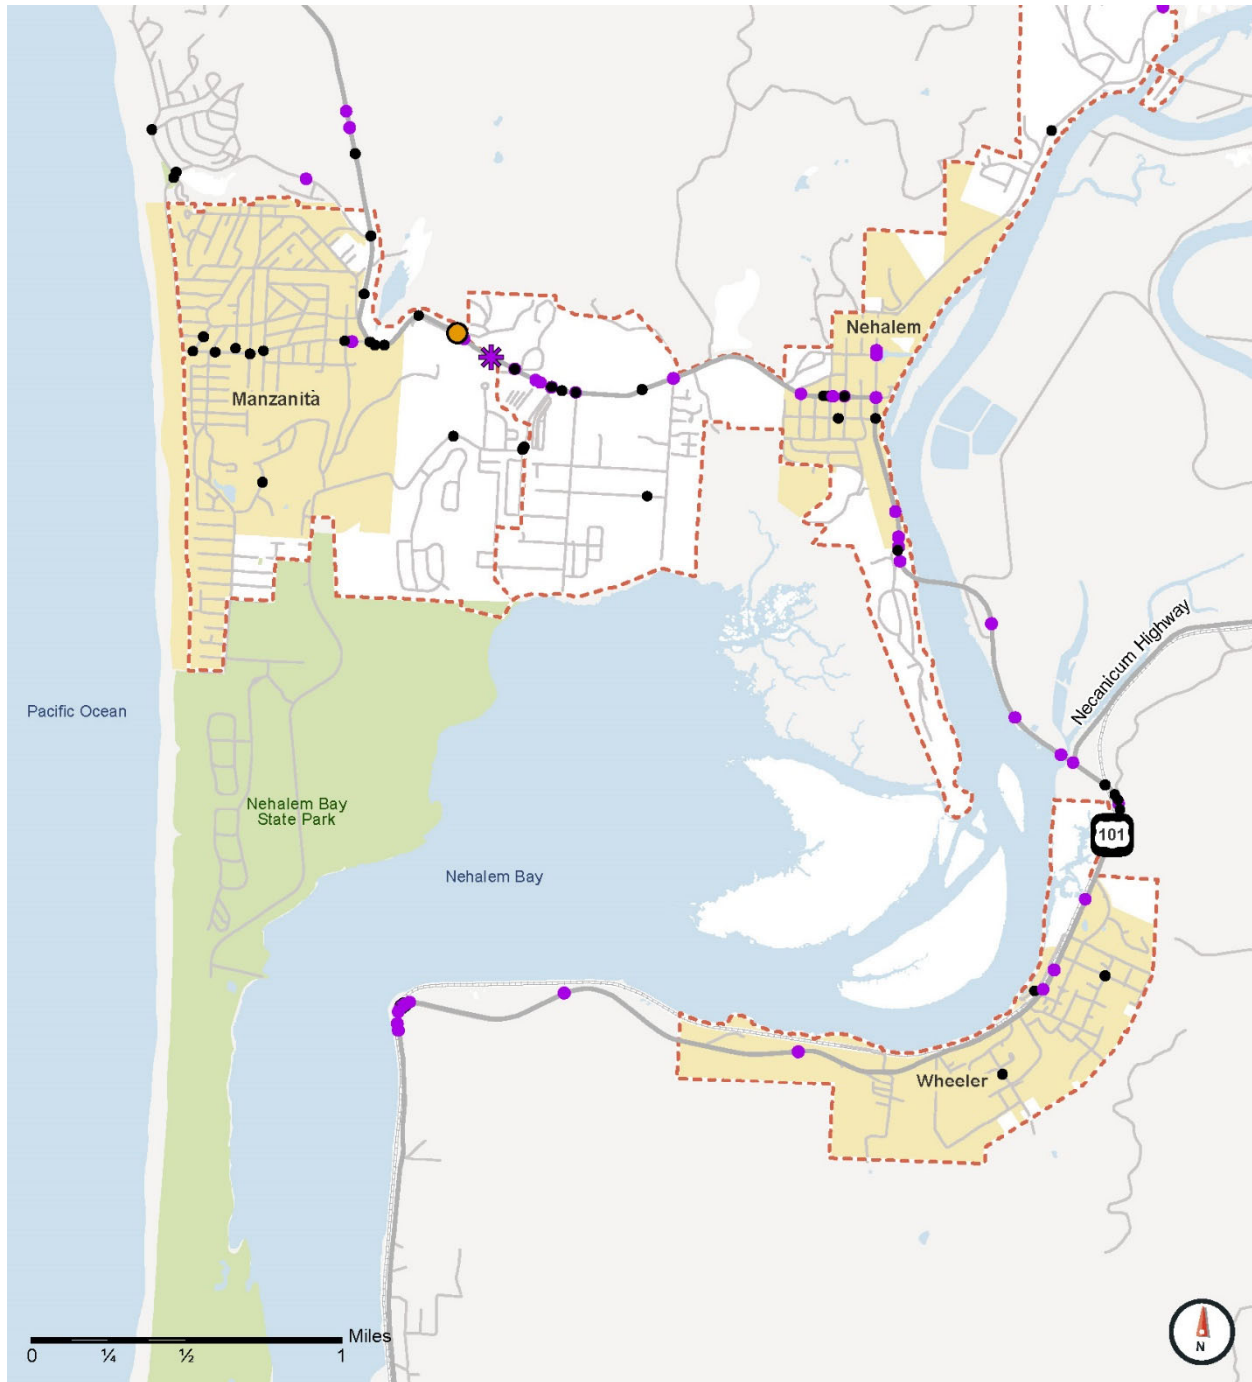 Nehalem
Manzanità
Necanicum Highway
Pacific Ocean
Nehalem Bay
State Park
101
Nehalem Bay
Wheeler
Miles
0 ¼ ½ 1
N